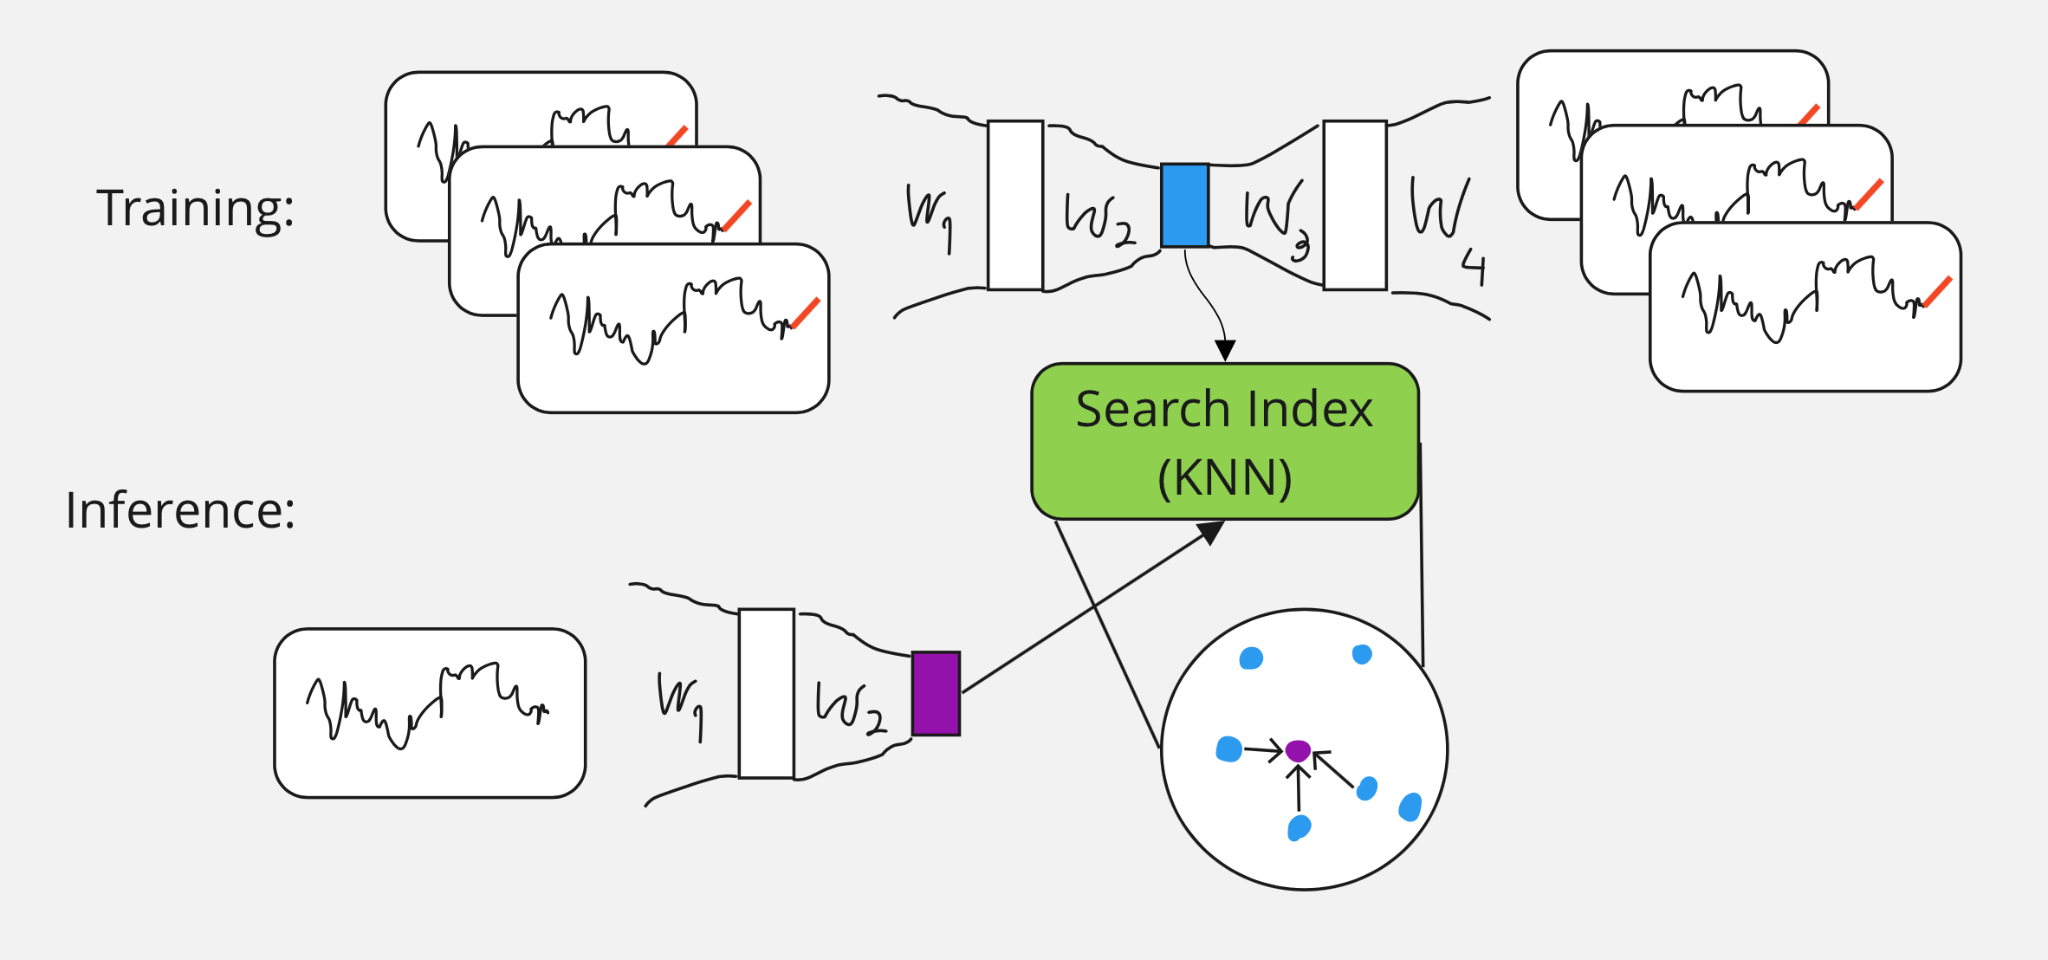 Training:
W1
W2
W3
W4
Search Index
(KNN)
Inference:
W1
W2